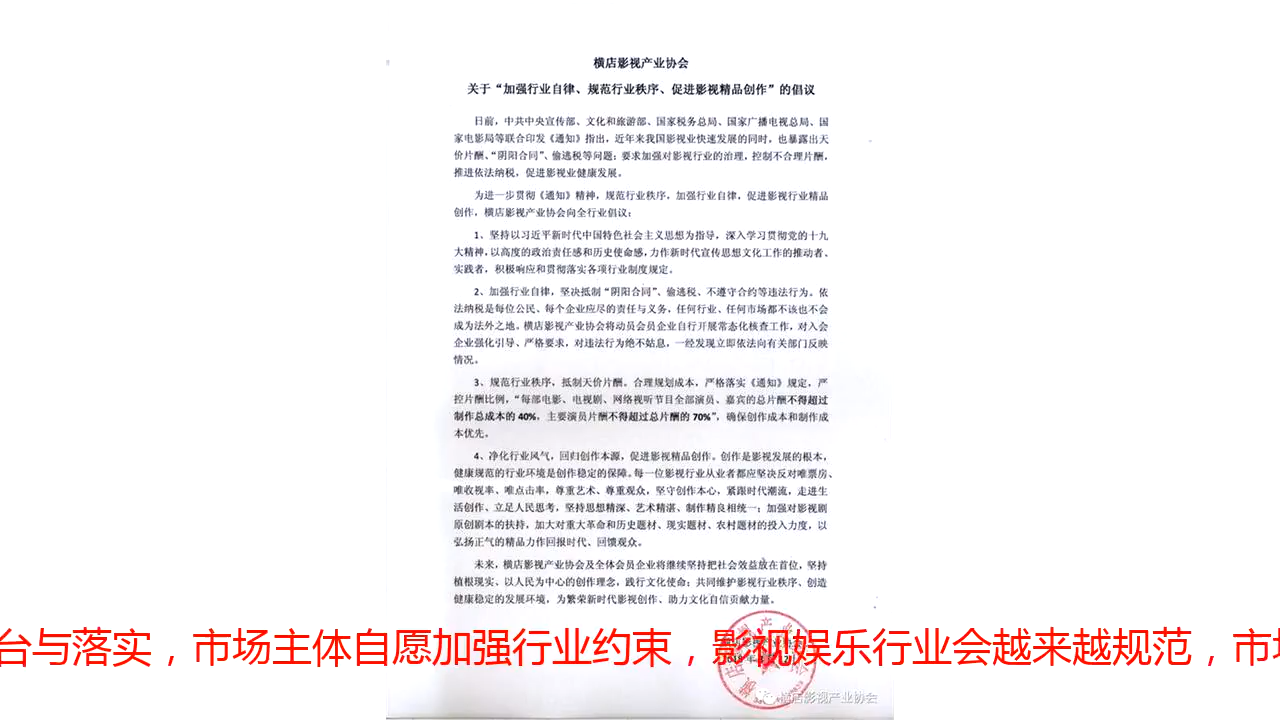 横店影视产业协会
关于“加强行业自律、规范行业秩序、促进影视精品创作”的倡议
日前，中共中央宣传部、文化和旅游部、国家税务总局、国家广播电视总局、国
家电影局等联合印发《通知》指出，近年来我国影视业快速发展的同时，也暴露出天
价片酬、“阴阳合同”、偷逃税等问题；要求加强对影视行业的治理，控制不合理片酬，
推进依法纳税，促进影视业健康发展。
为进一步贯彻《通知》精神，规范行业秩序，加强行业自律，促进影视行业精品
创作，横店影视产业协会向全行业倡议：
1、坚持以习近平新时代中国特色社会主义思想为指导，深入学习贯彻党的十九
大精神，以高度的政治责任感和历史使命感，力作新时代宣传思想文化工作的推动者、
实践者，积极响应和贯彻落实各项行业制度规定。
2、加强行业自律，坚决抵制“阴阳合同”、偷逃税、不遵守合约等违法行为。依
法纳税是每位公民、每个企业应尽的责任与义务，任何行业、任何市场都不该也不会
成为法外之地。横店影视产业协会将动员会员企业自行开展常态化核查工作，对入会
企业强化引导、严格要求，对违法行为绝不姑息，一经发现立即依法向有关部门反映
情况。
3、规范行业秩序，抵制天价片酬。合理规划成本，严格落实《通知》规定，严
控片酬比例，“每部电影、电视剧、网络视听节目全部演员、嘉宾的总片酬不得超过
制作总成本的 40%，主要演员片酬不得超过总片酬的 70%”，确保创作成本和制作成
本优先。
4、净化行业风气，回归创作本源，促进影视精品创作。创作是影视发展的根本，
健康规范的行业环境是创作稳定的保障。每一位影视行业从业者都应坚决反对唯票房、
唯收视率、唯点击率，尊重艺术、尊重观众，坚守创作本心，紧跟时代潮流，走进生
活创作、立足人民思考，坚持思想精深、艺术精湛、制作精良相统一；加强对影视剧
原创剧本的扶持，加大对重大革命和历史题材、现实题材、农村题材的投入力度，以
弘扬正气的精品力作回报时代、回馈观众。
未来，横店影视产业协会及全体会员企业将继续坚持把社会效益放在首位，坚持
植根现实、以人民为中心的创作理念，践行文化使命；共同维护影视行业秩序、创造
健康稳定的发展环境，为繁荣新时代影视创作、助力文化自信贡献力量。
台与落实，市场主体自愿加强行业约束，影视娱乐行业会越来越规范，市场
横店影视产业协会